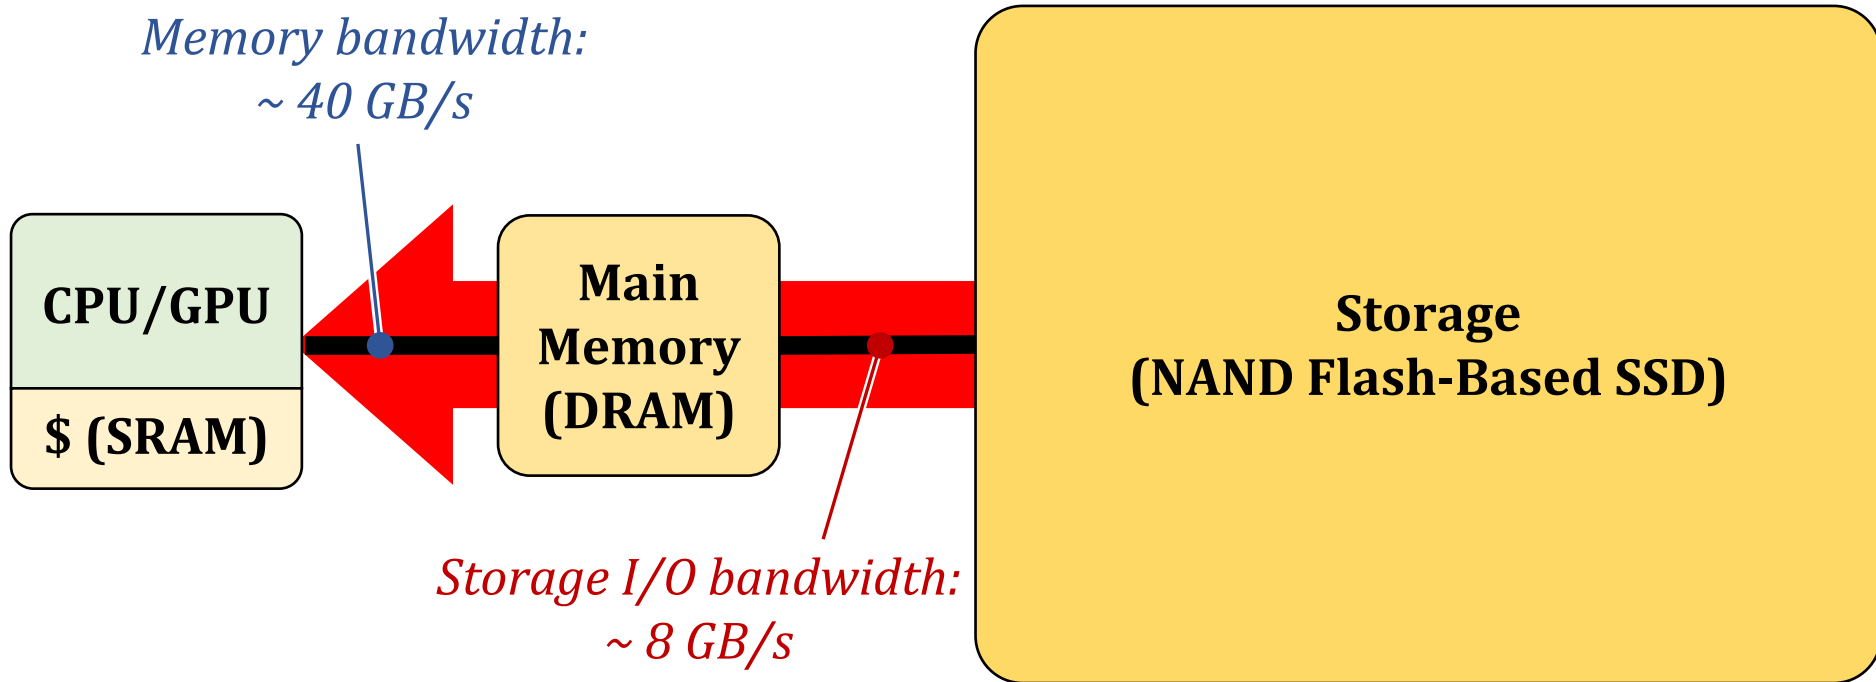 Memory bandwidth:
~ 40 GB/s
CPU/GPU
$ (SRAM)
Main
Memory
(DRAM)
Storage
(NAND Flash-Based SSD)
Storage I/O bandwidth:
~ 8 GB/s